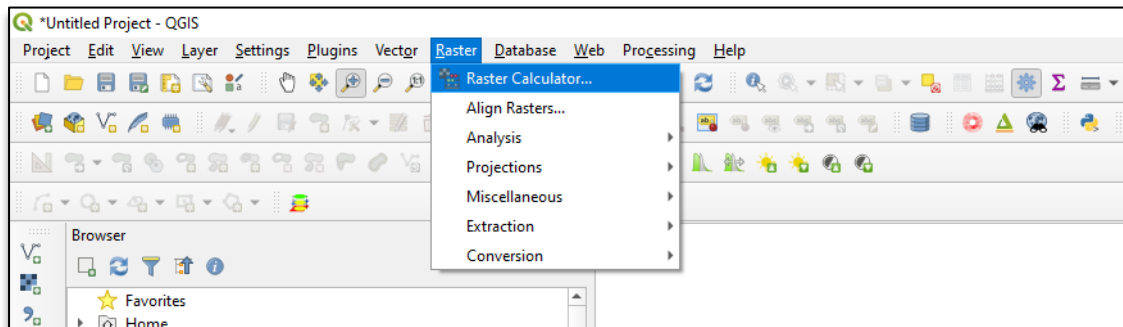 *Untitled Project - QGIS
Project Edit View Layer Settings Plugins Vector Raster Database Web Processing Help
Raster Calculator...
Align Rasters...
Analysis
Projections
Miscellaneous
Extraction
Conversion
Browser
Favorites
Home